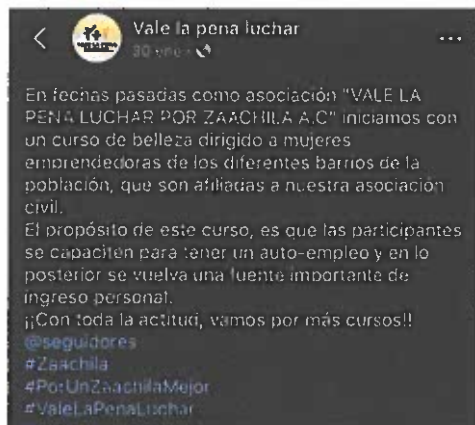 Vale la pena luchar
30 ene
En fechas pasadas como asociación "VALE LA
PENA LUCHAR POR ZAACHILA A.C" iniciamos con
un curso de belleza dirigido a mujeres
emprendedoras de los diferentes barrios de la
población, que son afiliadas a nuestra asociación
civil.
El propósito de este curso, es que las participantes
se capaciten para tener un auto-empleo y en lo
posterior se vuelva una fuente importante de
ingreso personal.
¡¡Con toda la actitud, vamos por más cursos!!
@seguidores
#Zaachila
#PorUnZaachilaMejor
#ValeLaPenaLuchar